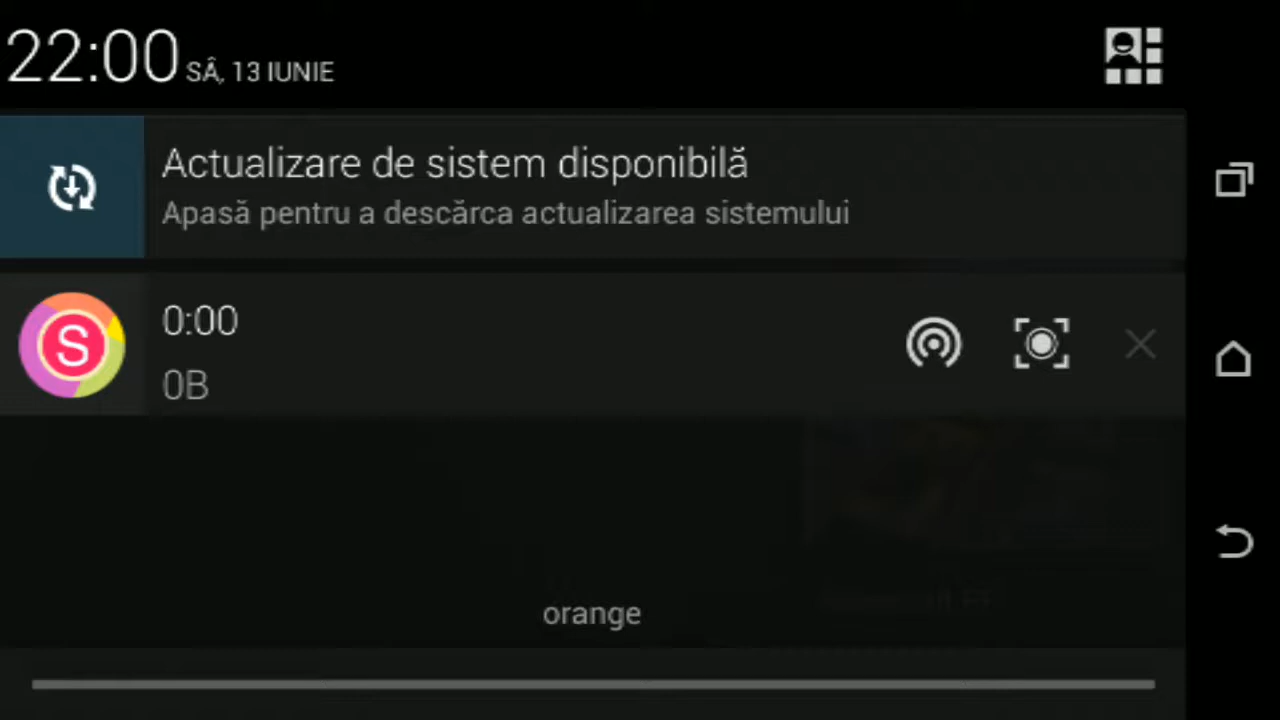 22:00 SÂ, 13 IUNIE
Actualizare de sistem disponibilă
Apasă pentru a descărca actualizarea sistemului
S
0:00
0B
orange